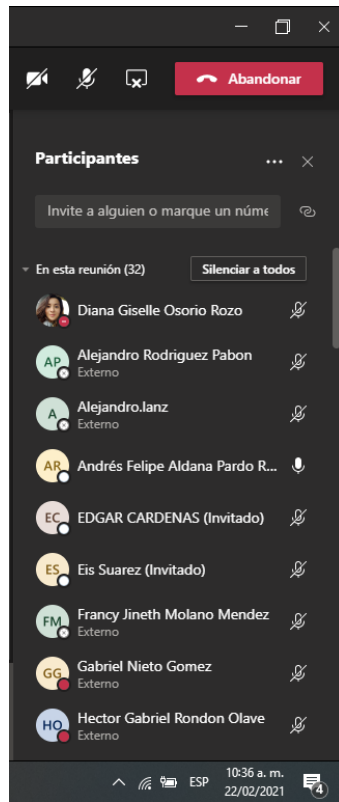 Abandonar
Participantes
Invite a alguien o marque un núme
En esta reunión (32) Silenciar a todos
Diana Giselle Osorio Rozo
AP Alejandro Rodriguez Pabon
Externo
A Alejandro.lanz
Externo
AR Andrés Felipe Aldana Pardo R...
EC EDGAR CARDENAS (Invitado)
ES Eis Suarez (Invitado)
FM Francy Jineth Molano Mendez
Externo
GG Gabriel Nieto Gomez
Externo
HO Hector Gabriel Rondon Olave
Externo
ESP 10:36 a. m.
22/02/2021 4